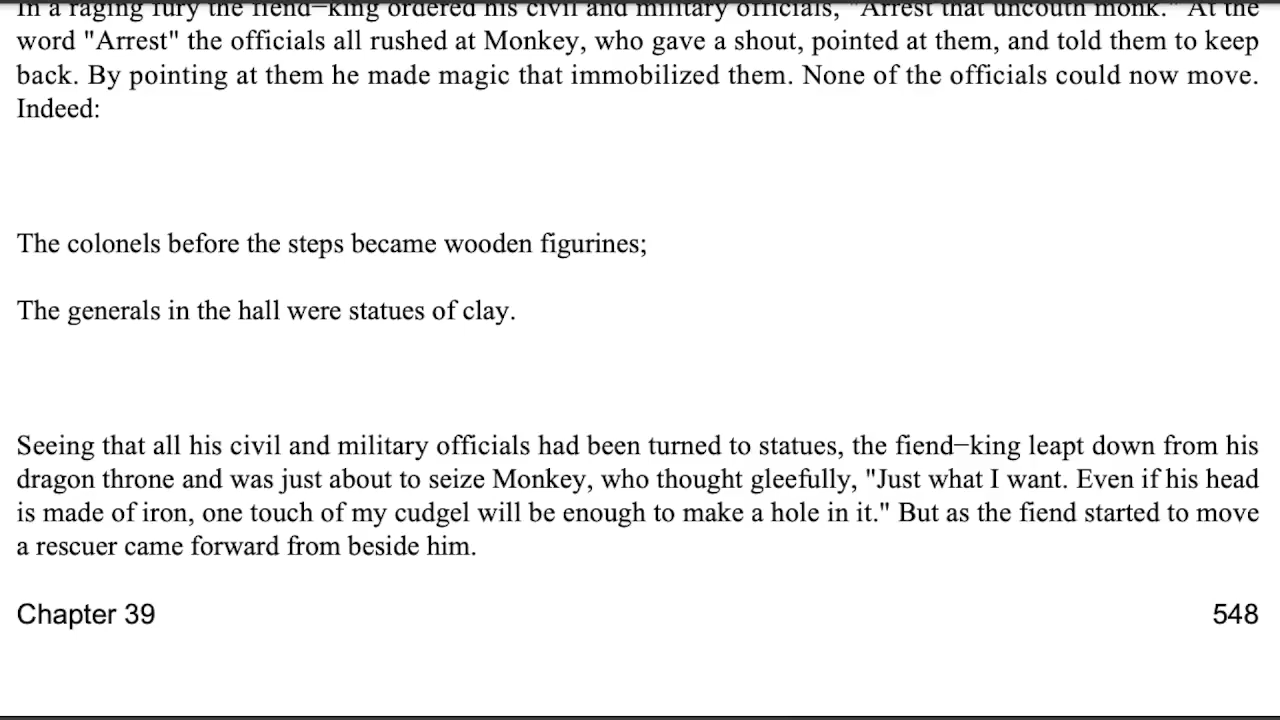 In a raging fury the fiend−king ordered his civil and military officials, "Arrest that uncouth monk." At the
word "Arrest" the officials all rushed at Monkey, who gave a shout, pointed at them, and told them to keep
back. By pointing at them he made magic that immobilized them. None of the officials could now move.
Indeed:
The colonels before the steps became wooden figurines;
The generals in the hall were statues of clay.
Seeing that all his civil and military officials had been turned to statues, the fiend−king leapt down from his
dragon throne and was just about to seize Monkey, who thought gleefully, "Just what I want. Even if his head
is made of iron, one touch of my cudgel will be enough to make a hole in it." But as the fiend started to move
a rescuer came forward from beside him.
Chapter 39 548